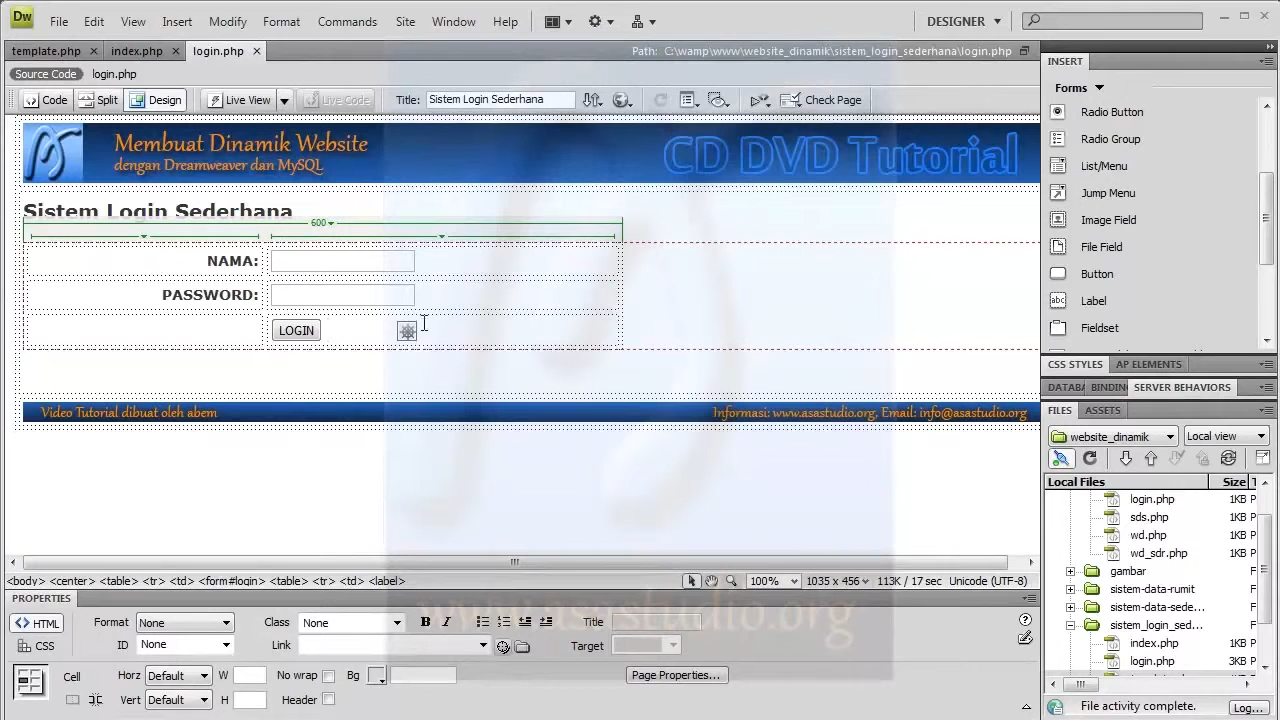 Dw File Edit View Insert Modify Format Commands Site Window Help DESIGNER
template.php index.php login.php Path: C:\wamp\www\website_dinamik\sistem_login_sederhana\login.php
Source Code login.php
Code Split Design Live View Live Code Title: Sistem Login Sederhana Check Page
Membuat Dinamik Website
dengan Dreamweaver dan MySQL
CD DVD Tutorial
Sistem Login Sederhana
600
NAMA:
PASSWORD:
LOGIN
Video Tutorial dibuat oleh abem Informasi: www.asastudio.org, Email: info@asastudio.org
<body> <center> <table> <tr> <td> <form#login> <table> <tr> <td> <label> 100% 1035 x 456 113K / 17 sec Unicode (UTF-8)
PROPERTIES
HTML Format None Class None B I Title
CSS ID None Link Target
Cell Horz Default W No wrap Bg Page Properties...
Vert Default H Header
www.asastudio.org
INSERT
Forms
Radio Button
Radio Group
List/Menu
Jump Menu
Image Field
File Field
Button
abc Label
Fieldset
CSS STYLES AP ELEMENTS
DATABA BINDIN SERVER BEHAVIORS
FILES ASSETS
website_dinamik Local view
Local Files Size T
login.php 1KB P
sds.php 1KB P
wd.php 1KB P
wd_sdr.php 1KB P
gambar F
sistem-data-rumit F
sistem-data-sede... F
sistem_login_sed... F
index.php 1KB P
login.php 3KB P
File activity complete. Log...